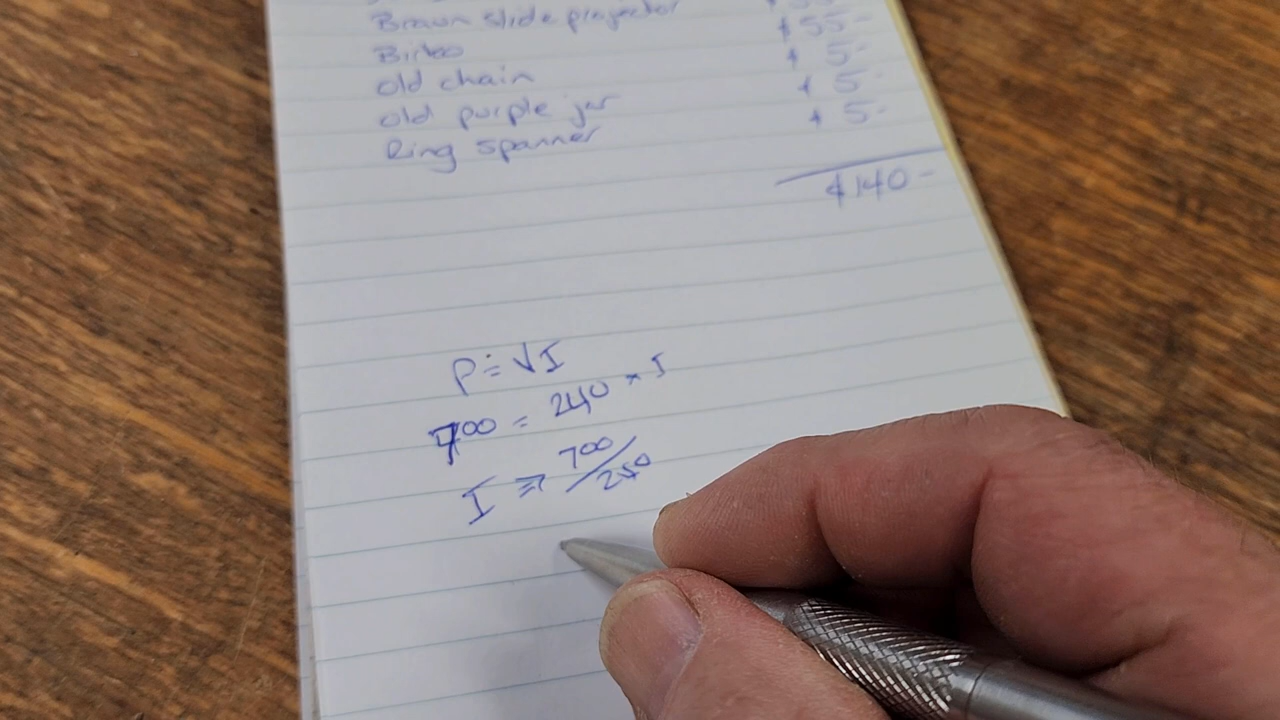 Braun slide projector $55-
Birko $ 5-
old chain $ 5-
old purple jar $ 5-
Ring spanner
$140-
P = VI
700 = 240 × I
I = 700/240